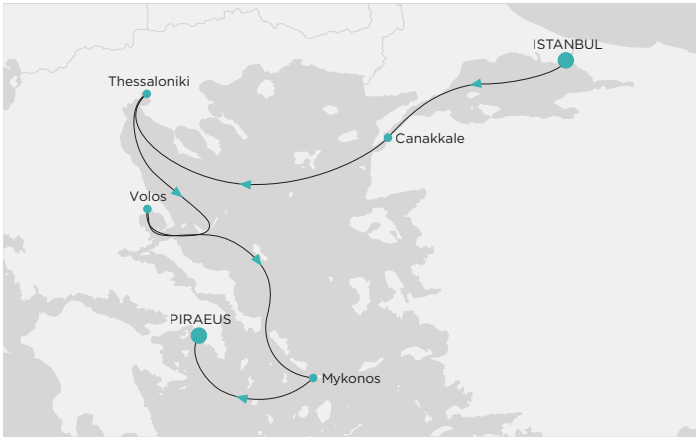 ISTANBUL
Thessaloniki
Canakkale
Volos
PIRAEUS
Mykonos